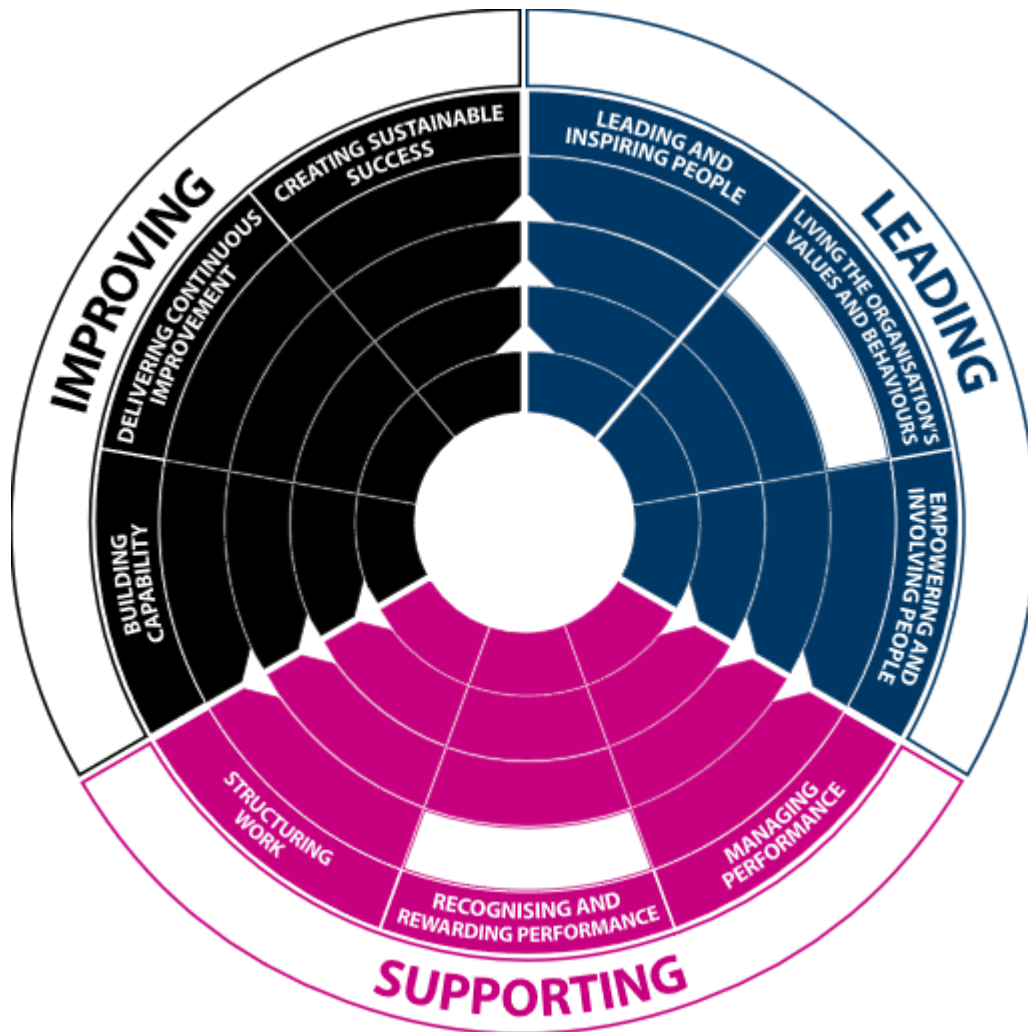 LEADING
LEADING AND
INSPIRING PEOPLE
LIVING THE ORGANISATION'S
VALUES AND BEHAVIOURS
EMPOWERING AND
INVOLVING PEOPLE
SUPPORTING
MANAGING
PERFORMANCE
RECOGNISING AND
REWARDING PERFORMANCE
STRUCTURING
WORK
IMPROVING
BUILDING
CAPABILITY
DELIVERING CONTINUOUS
IMPROVEMENT
CREATING SUSTAINABLE
SUCCESS